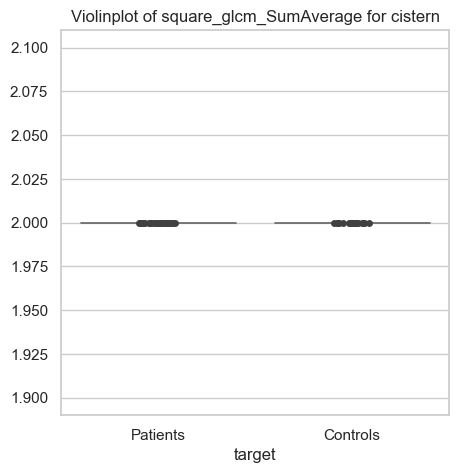 Violinplot of square_glcm_SumAverage for cistern
2.100
2.075
2.050
2.025
2.000
1.975
1.950
1.925
1.900
Patients
Controls
target